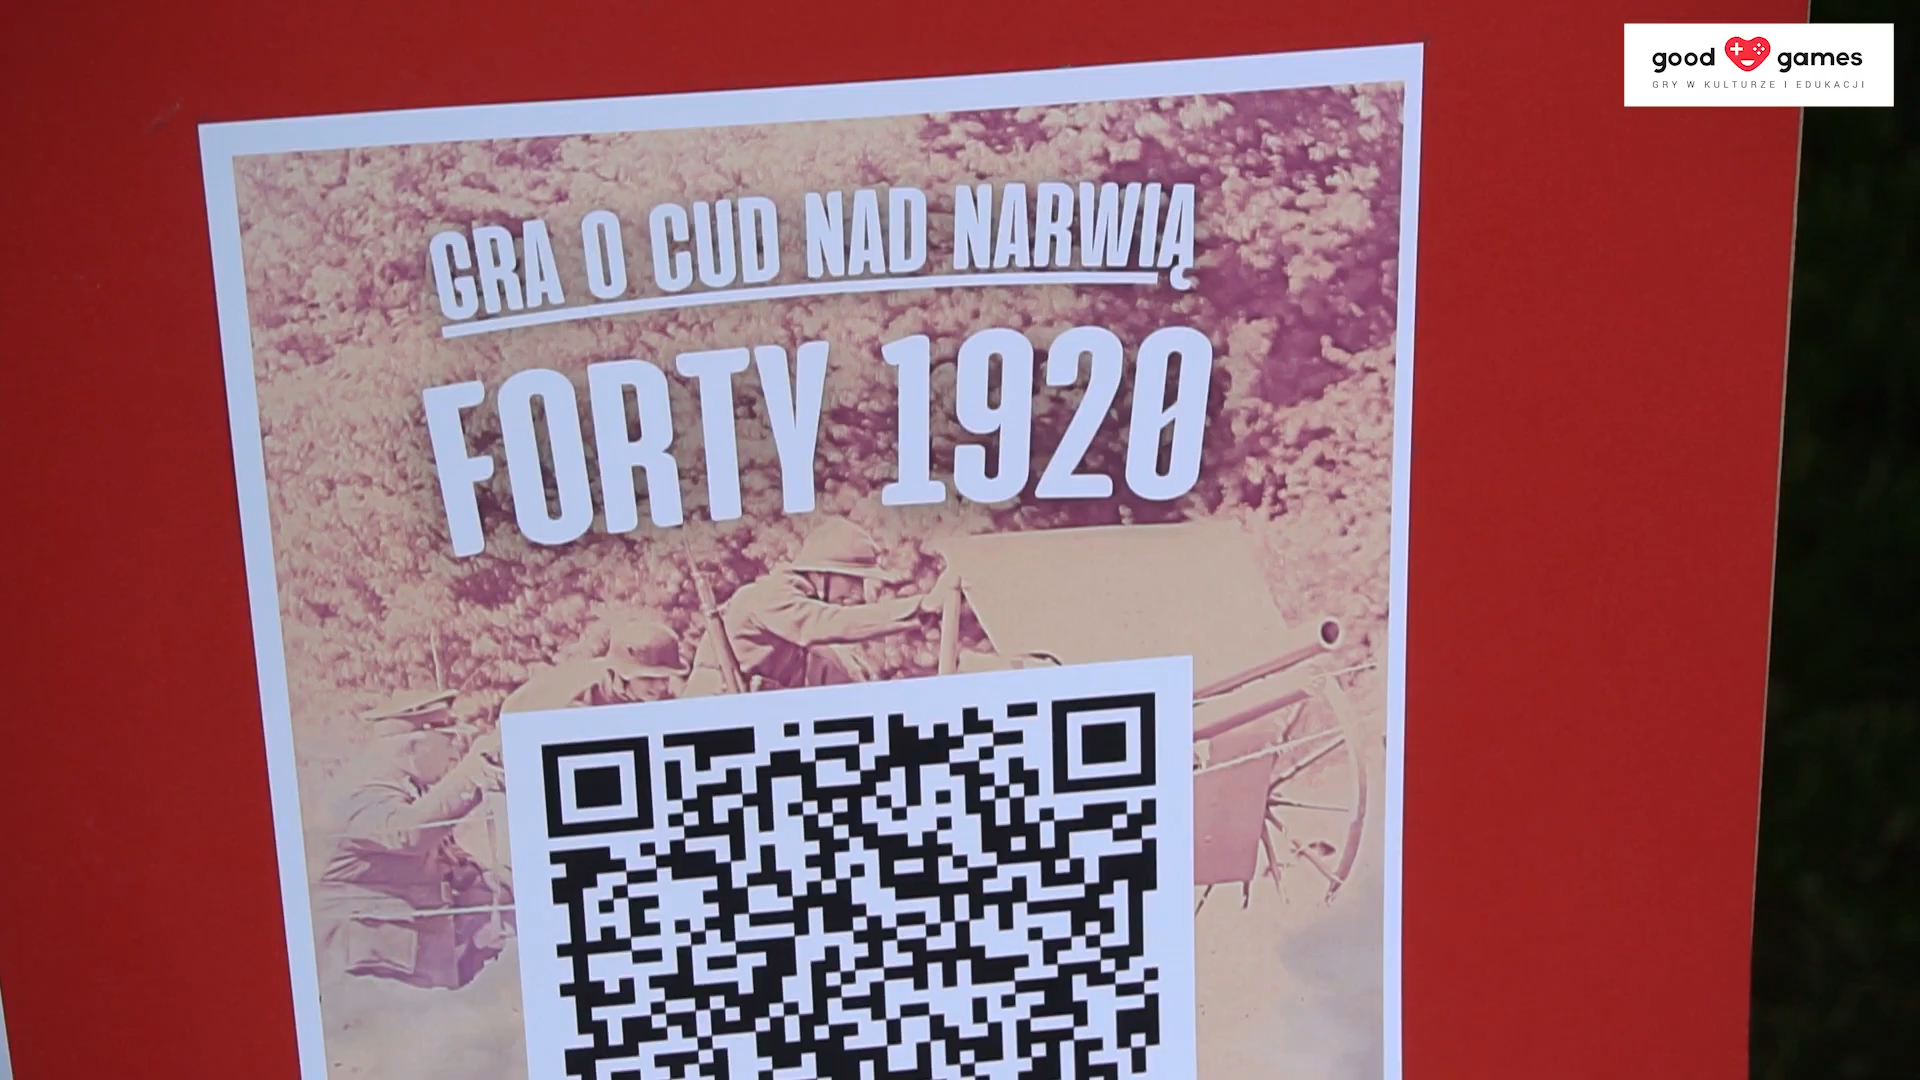 good games
GRY W KULTURZE I EDUKACJI
GRA O CUD NAD NARWIĄ
FORTY 1920